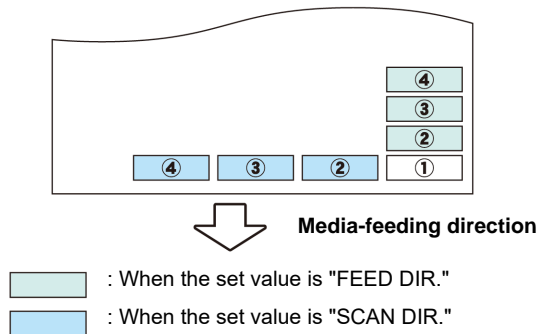 ④
③
②
④ ③ ② ①
Media-feeding direction
: When the set value is "FEED DIR."
: When the set value is "SCAN DIR."